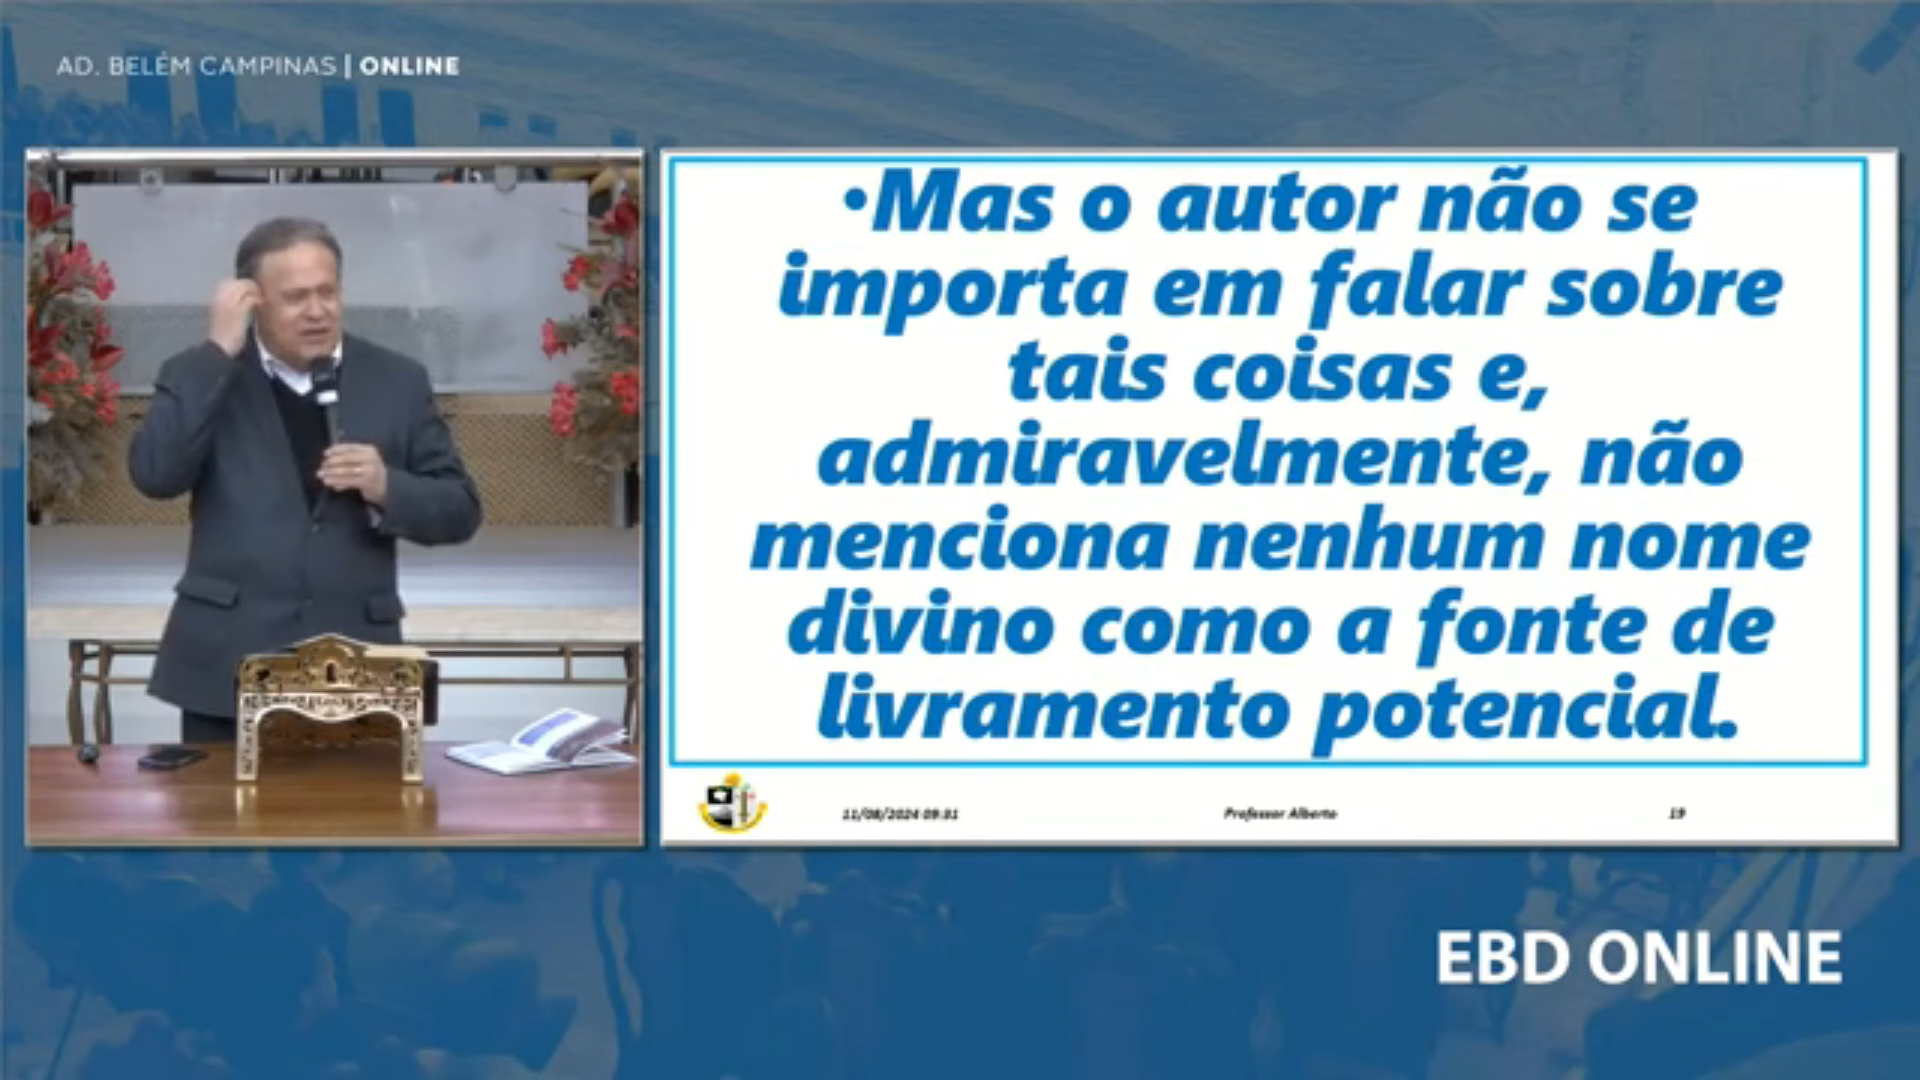 AD. BELÉM CAMPINAS | ONLINE
•Mas o autor não se
importa em falar sobre
tais coisas e,
admiravelmente, não
menciona nenhum nome
divino como a fonte de
livramento potencial.
11/08/2024 09:31 Professor Alberto 19
EBD ONLINE